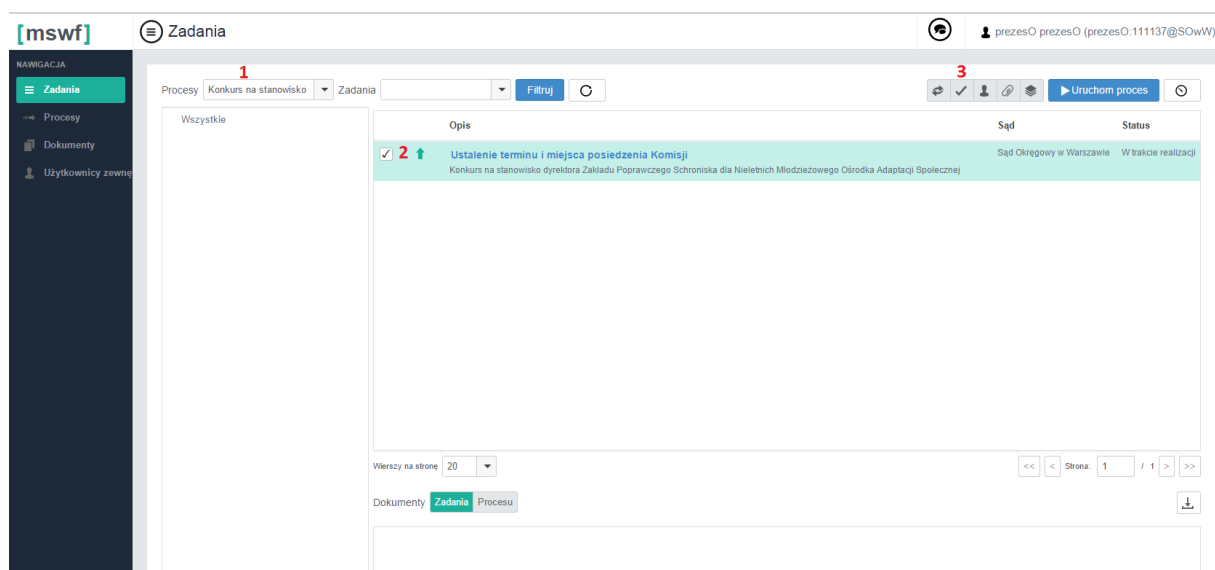 [mswf]
Zadania
prezesO prezesO (prezesO:111137@SOwW)
NAWIGACJA
Zadania
Procesy
Dokumenty
Użytkownicy zewnę
1
3
Procesy Konkurs na stanowisko Zadania Filtruj Uruchom proces
Wszystkie
Opis Sąd Status
2 Ustalenie terminu i miejsca posiedzenia Komisji Sąd Okręgowy w Warszawie W trakcie realizacji
Konkurs na stanowisko dyrektora Zakładu Poprawczego Schroniska dla Nieletnich Młodzieżowego Ośrodka Adaptacji Społecznej
Wierszy na stronę 20 << < Strona: 1 / 1 > >>
Dokumenty Zadania Procesu